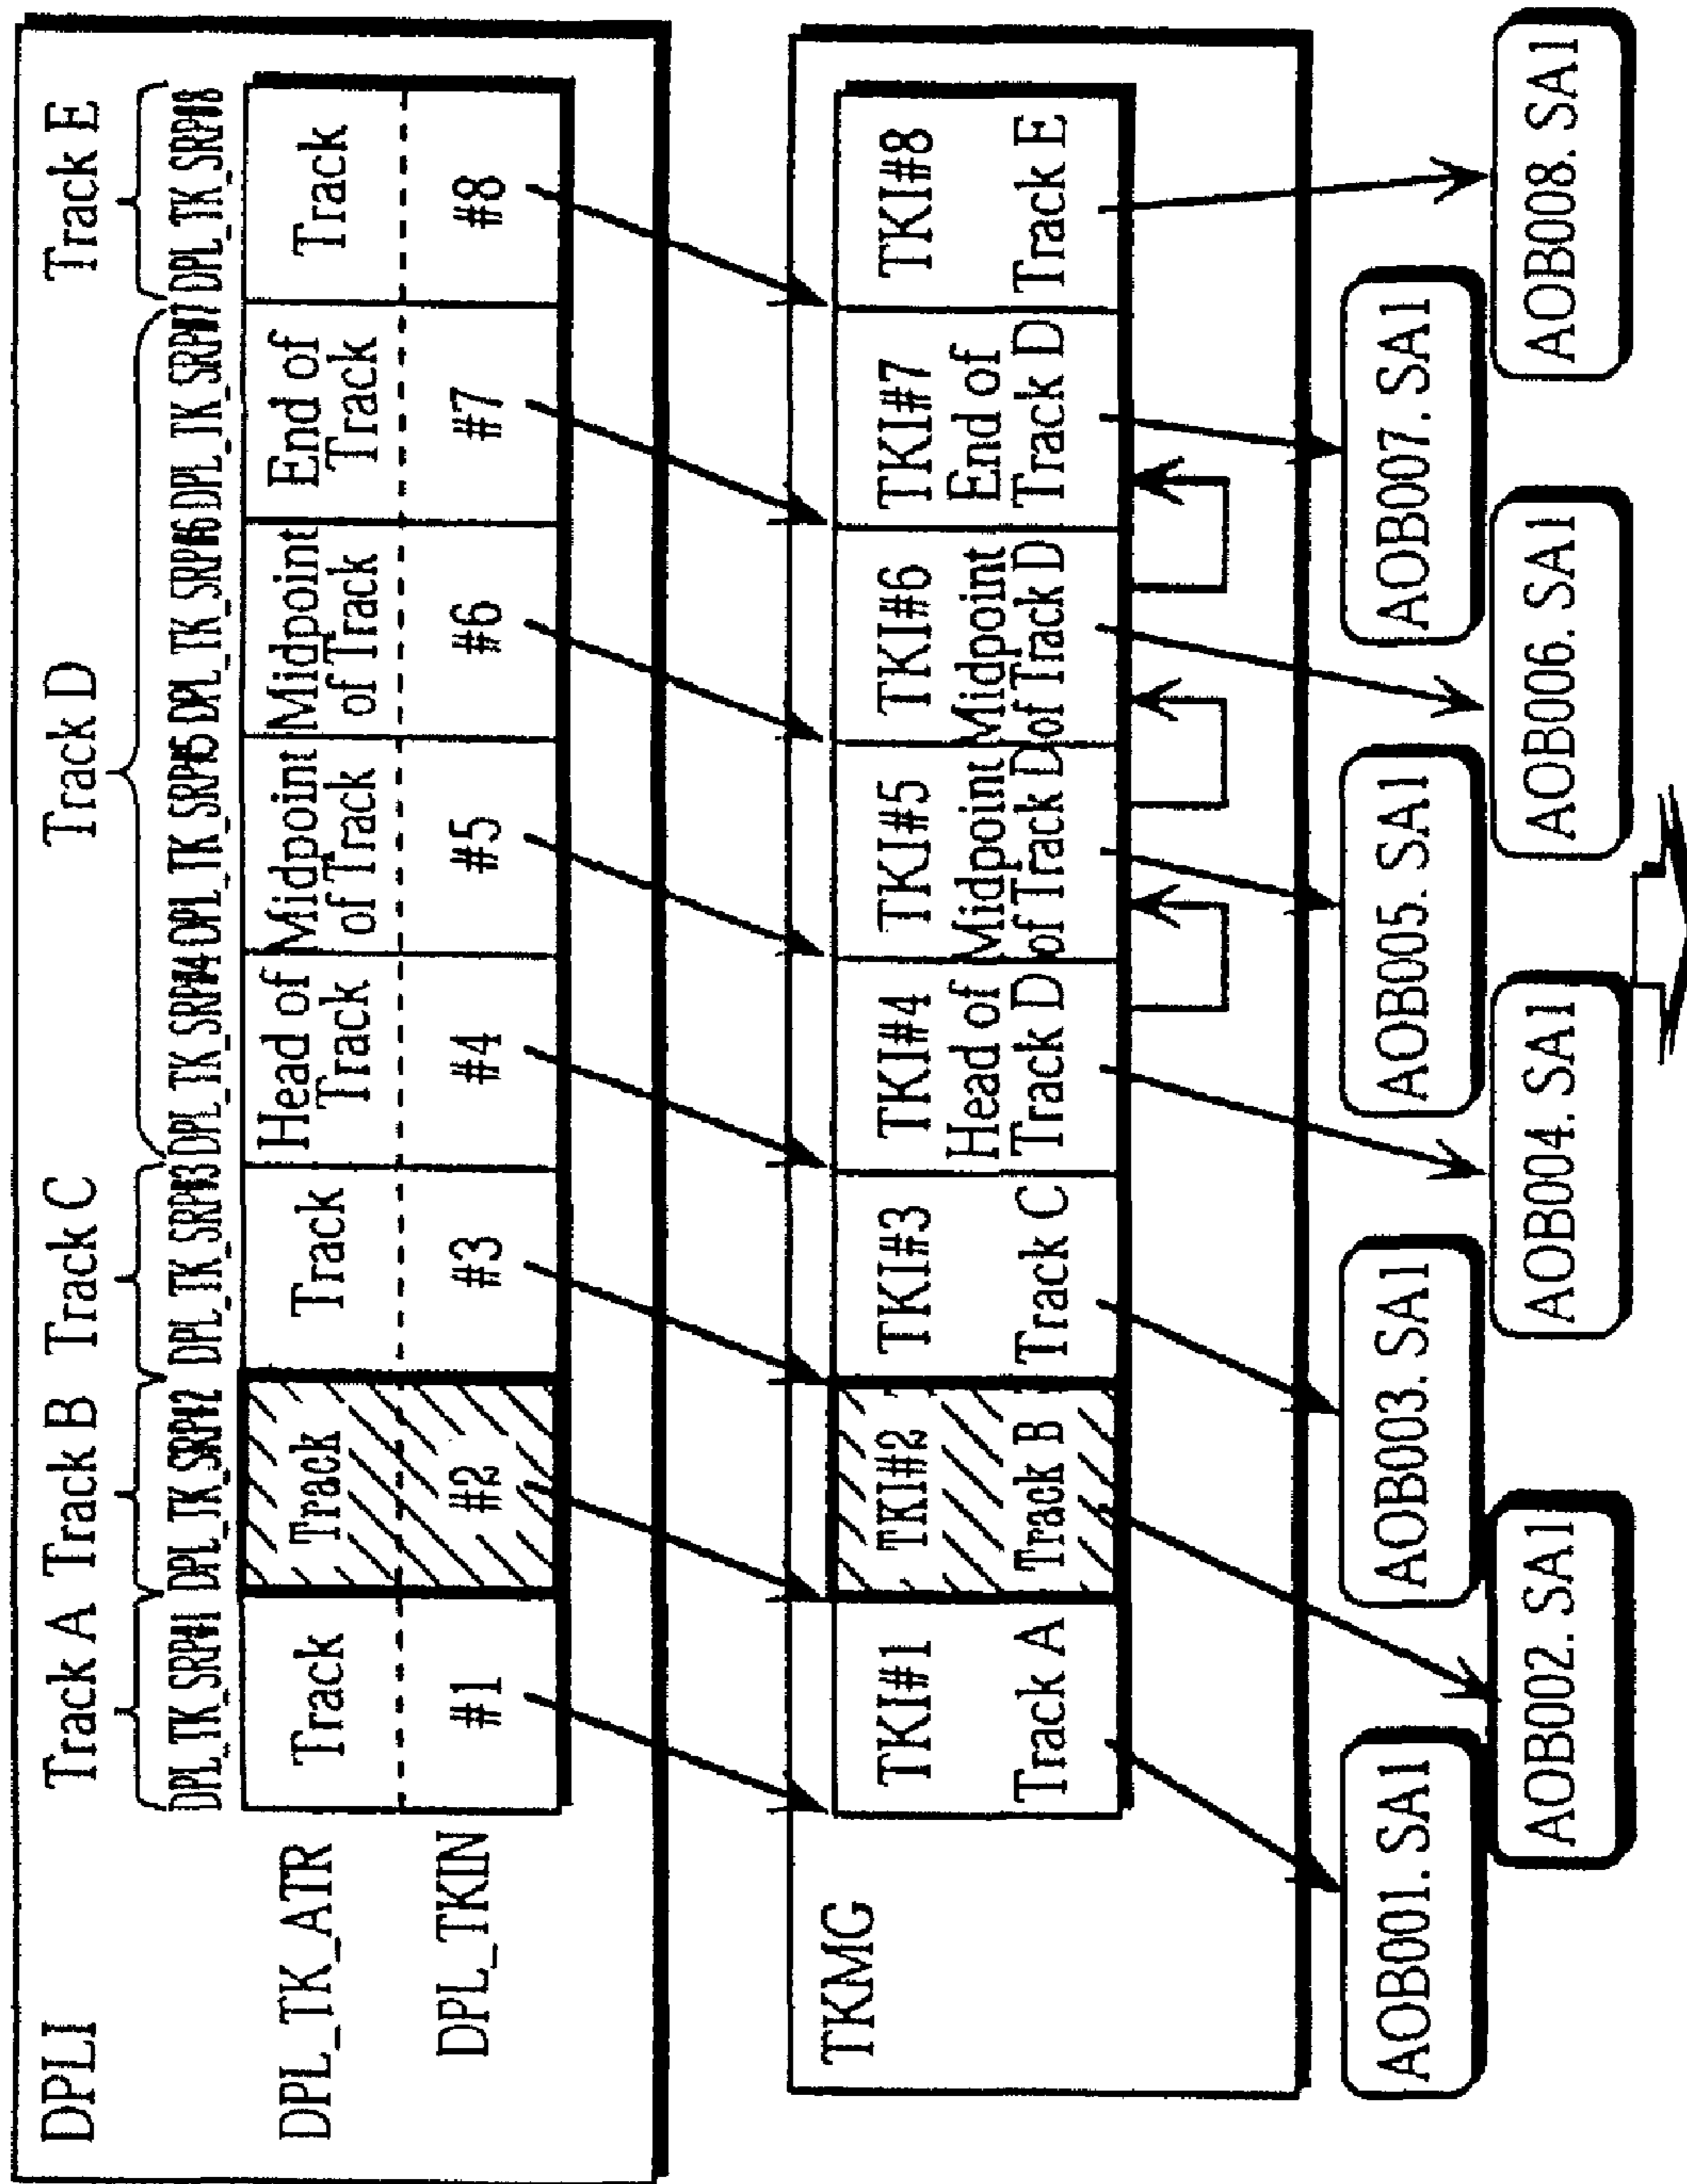 DPLI
Track A
Track B
Track C
Track D
Track E
DPL_TK_SRP#1
DPL_TK_SRP#2
DPL_TK_SRP#3
DPL_TK_SRP#4
DPL_TK_SRP#5
DPL_TK_SRP#6
DPL_TK_SRP#7
DPL_TK_SRP#8
DPL_TK_ATR
Track
Track
Track
Head of
Track
Midpoint
of Track
Midpoint
of Track
End of
Track
Track
DPL_TKIN
#1
#2
#3
#4
#5
#6
#7
#8
TKMG
TKI#1
Track A
TKI#2
Track B
TKI#3
Track C
TKI#4
Head of
Track D
TKI#5
Midpoint
of Track D
TKI#6
Midpoint
of Track D
TKI#7
End of
Track D
TKI#8
Track E
AOB001. SA1
AOB002. SA1
AOB003. SA1
AOB004. SA1
AOB005. SA1
AOB006. SA1
AOB007. SA1
AOB008. SA1